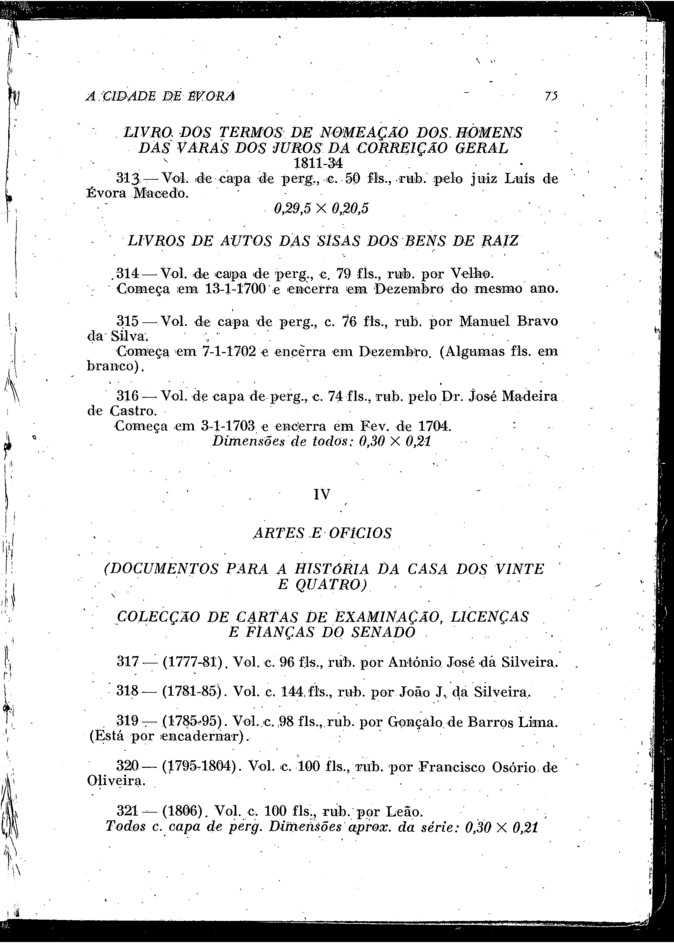 A CIDADE DE ÉVORA 75
LIVRO DOS TERMOS DE NOMEAÇÃO DOS HOMENS
DAS VARAS DOS JUROS DA CORREIÇÃO GERAL
1811-34
313 — Vol. de capa de perg., c. 50 fls., rub. pelo juiz Luís de
Évora Macedo.
0,29,5 × 0,20,5
LIVROS DE AUTOS DAS SISAS DOS BENS DE RAIZ
314 — Vol. de capa de perg., c. 79 fls., rub. por Velho.
Começa em 13-1-1700 e encerra em Dezembro do mesmo ano.
315 — Vol. de capa de perg., c. 76 fls., rub. por Manuel Bravo
da Silva.
Começa em 7-1-1702 e encerra em Dezembro. (Algumas fls. em
branco).
316 — Vol. de capa de perg., c. 74 fls., rub. pelo Dr. José Madeira
de Castro.
Começa em 3-1-1703 e encerra em Fev. de 1704.
Dimensões de todos: 0,30 × 0,21
IV
ARTES E OFÍCIOS
(DOCUMENTOS PARA A HISTÓRIA DA CASA DOS VINTE
E QUATRO)
COLECÇÃO DE CARTAS DE EXAMINAÇÃO, LICENÇAS
E FIANÇAS DO SENADO
317 — (1777-81). Vol. c. 96 fls., rub. por António José da Silveira.
318 — (1781-85). Vol. c. 144 fls., rub. por João J. da Silveira.
319 — (1785-95). Vol. c. 98 fls., rub. por Gonçalo de Barros Lima.
(Está por encadernar).
320 — (1795-1804). Vol. c. 100 fls., rub. por Francisco Osório de
Oliveira.
321 — (1806). Vol. c. 100 fls., rub. por Leão.
Todos c. capa de perg. Dimensões aprox. da série: 0,30 × 0,21